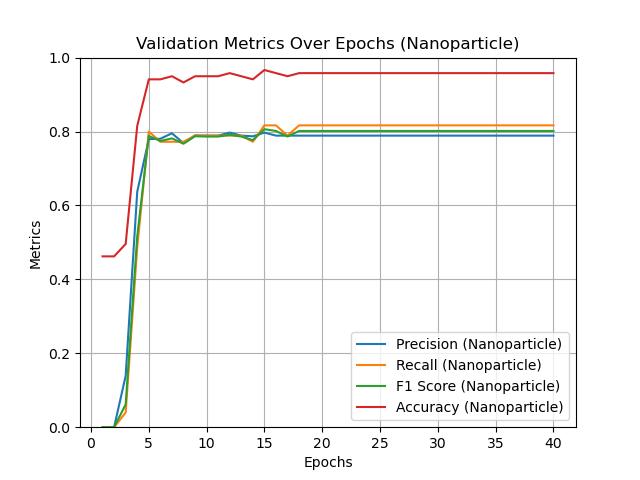 Validation Metrics Over Epochs (Nanoparticle)
1.0
0.8
0.6
0.4
0.2
0.0
Metrics
Precision (Nanoparticle)
Recall (Nanoparticle)
F1 Score (Nanoparticle)
Accuracy (Nanoparticle)
0 5 10 15 20 25 30 35 40
Epochs